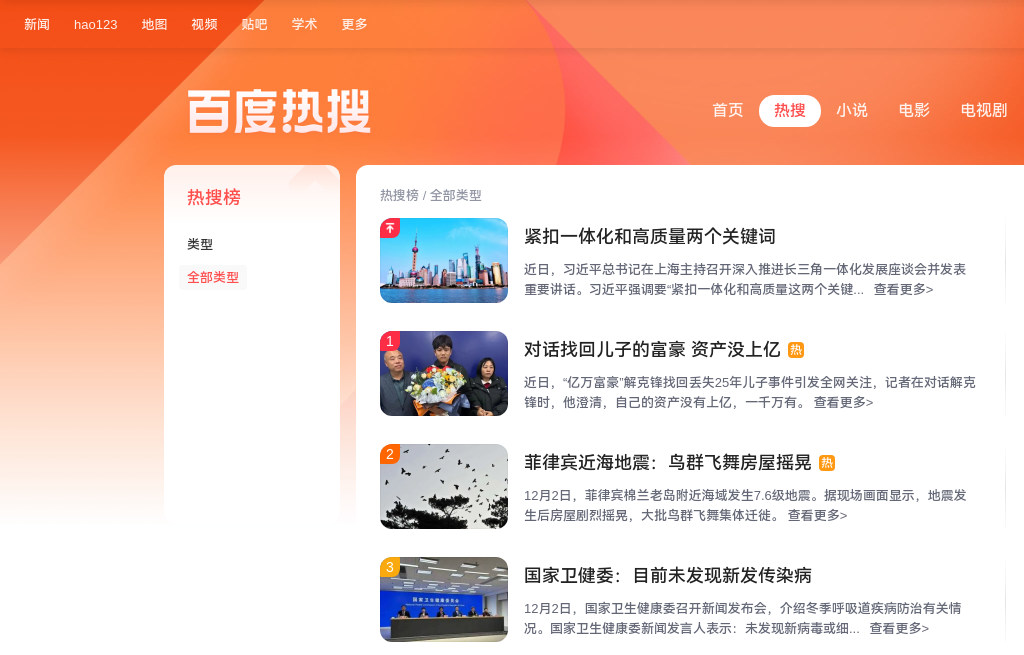 新闻 hao123 地图 视频 贴吧 学术 更多
百度热搜
首页 热搜 小说 电影 电视剧
热搜榜
类型
全部类型
热搜榜 / 全部类型
紧扣一体化和高质量两个关键词
近日，习近平总书记在上海主持召开深入推进长三角一体化发展座谈会并发表
重要讲话。习近平强调要“紧扣一体化和高质量这两个关键... 查看更多>
1
对话找回儿子的富豪 资产没上亿 热
近日，“亿万富豪”解克锋找回丢失25年儿子事件引发全网关注，记者在对话解克
锋时，他澄清，自己的资产没有上亿，一千万有。 查看更多>
2
菲律宾近海地震：鸟群飞舞房屋摇晃 热
12月2日，菲律宾棉兰老岛附近海域发生7.6级地震。据现场画面显示，地震发
生后房屋剧烈摇晃，大批鸟群飞舞集体迁徙。 查看更多>
3
国家卫生健康委员会
国家卫健委：目前未发现新发传染病
12月2日，国家卫生健康委召开新闻发布会，介绍冬季呼吸道疾病防治有关情
况。国家卫生健康委新闻发言人表示：未发现新病毒或细... 查看更多>